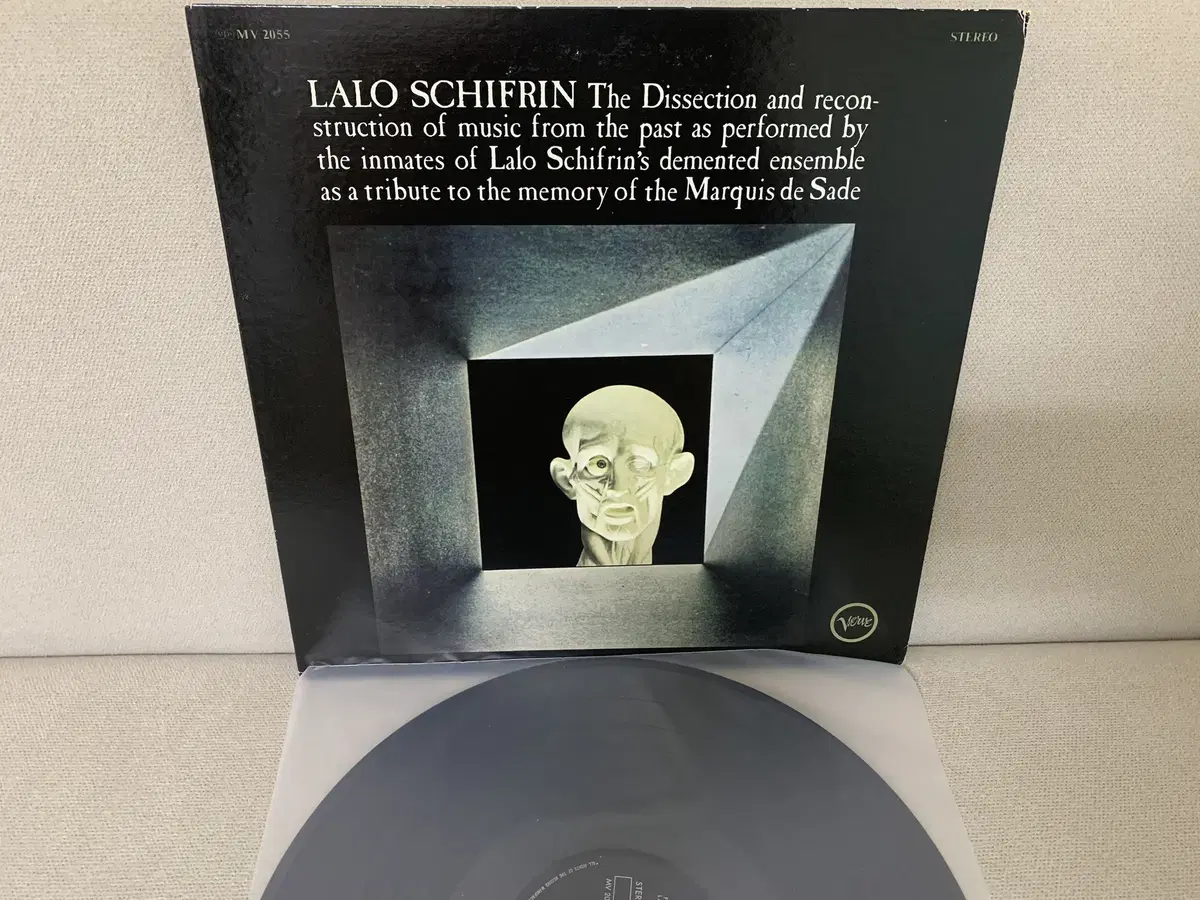 MV 2055
STEREO
LALO SCHIFRIN The Dissection and recon-
struction of music from the past as performed by
the inmates of Lalo Schifrin's demented ensemble
as a tribute to the memory of the Marquis de Sade
Verve